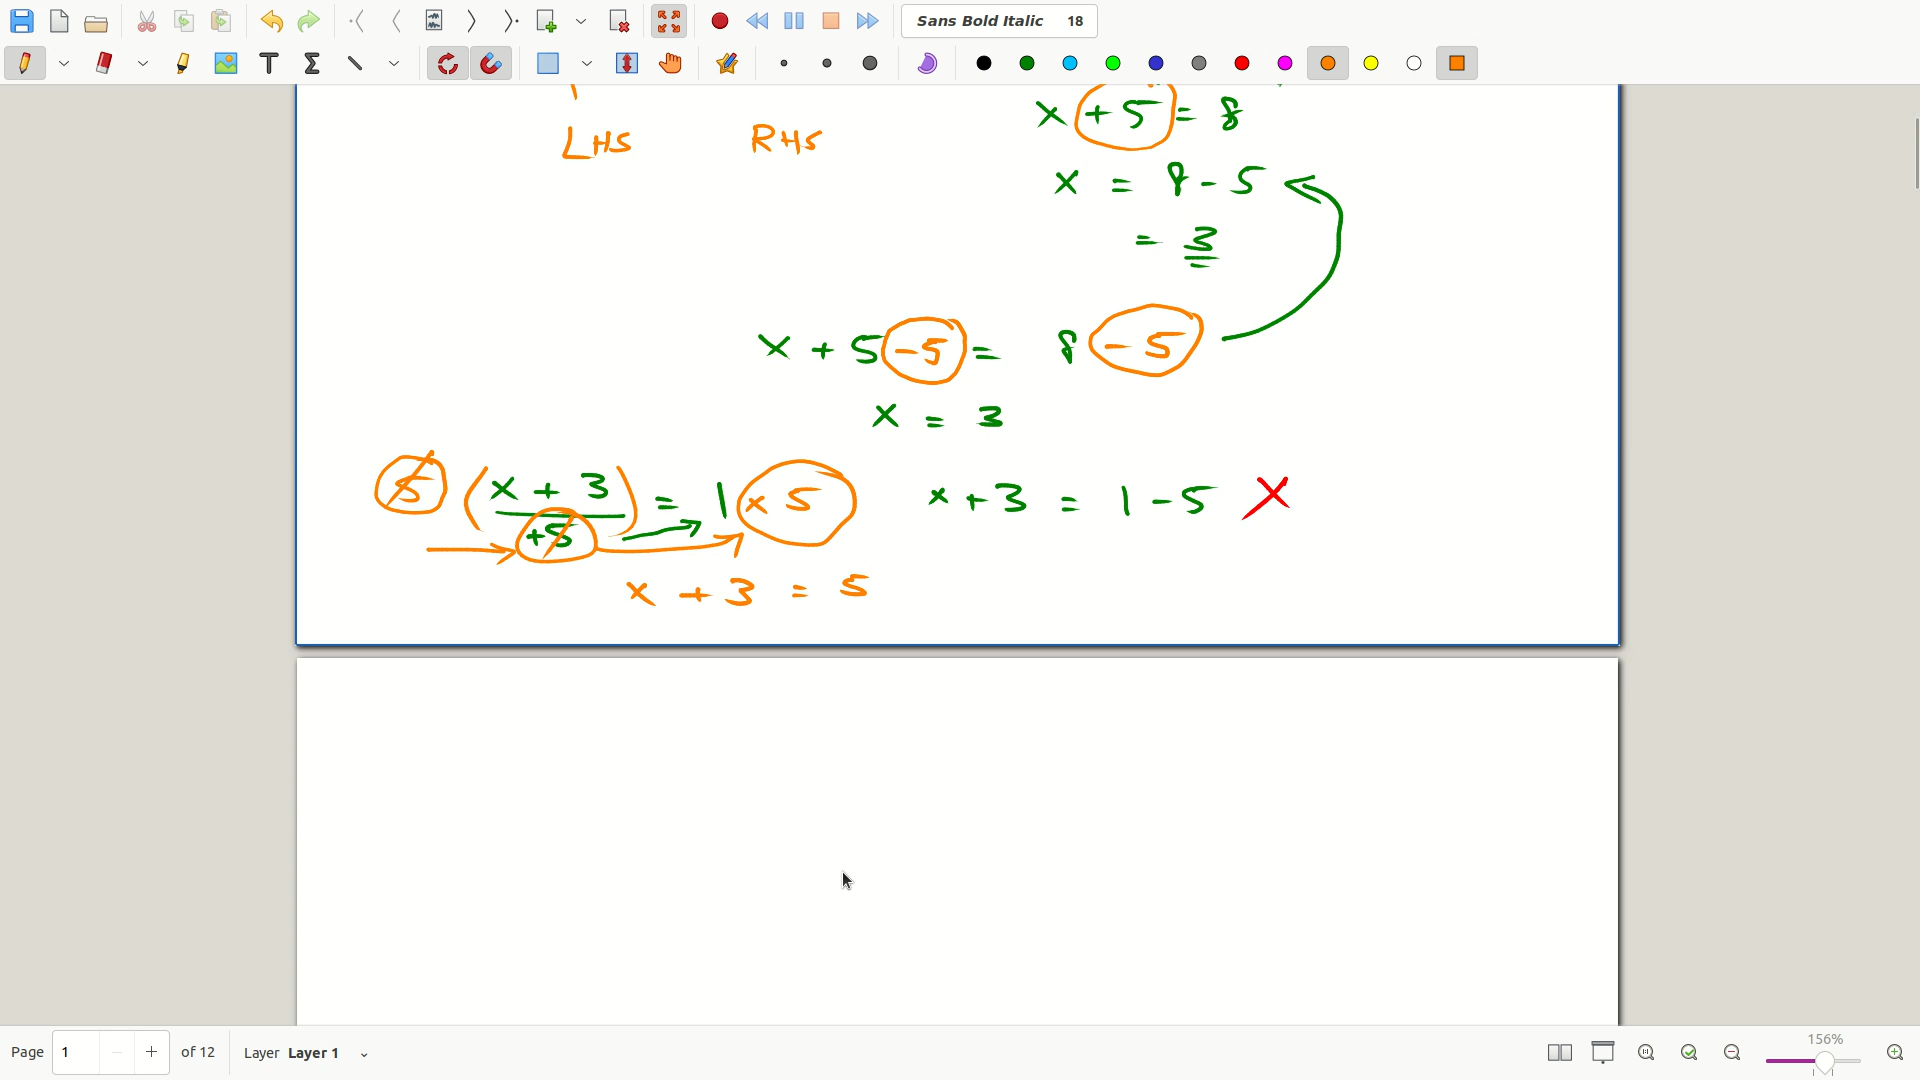 Sans Bold Italic 18
x + 5 = 8
LHS RHS
x = 8 - 5
= 3
x + 5 - 5 = 8 - 5
x = 3
5 (x + 3) = 1 x 5 x + 3 = 1 - 5 X
+5
x + 3 = 5
Page 1 of 12 Layer Layer 1
156%